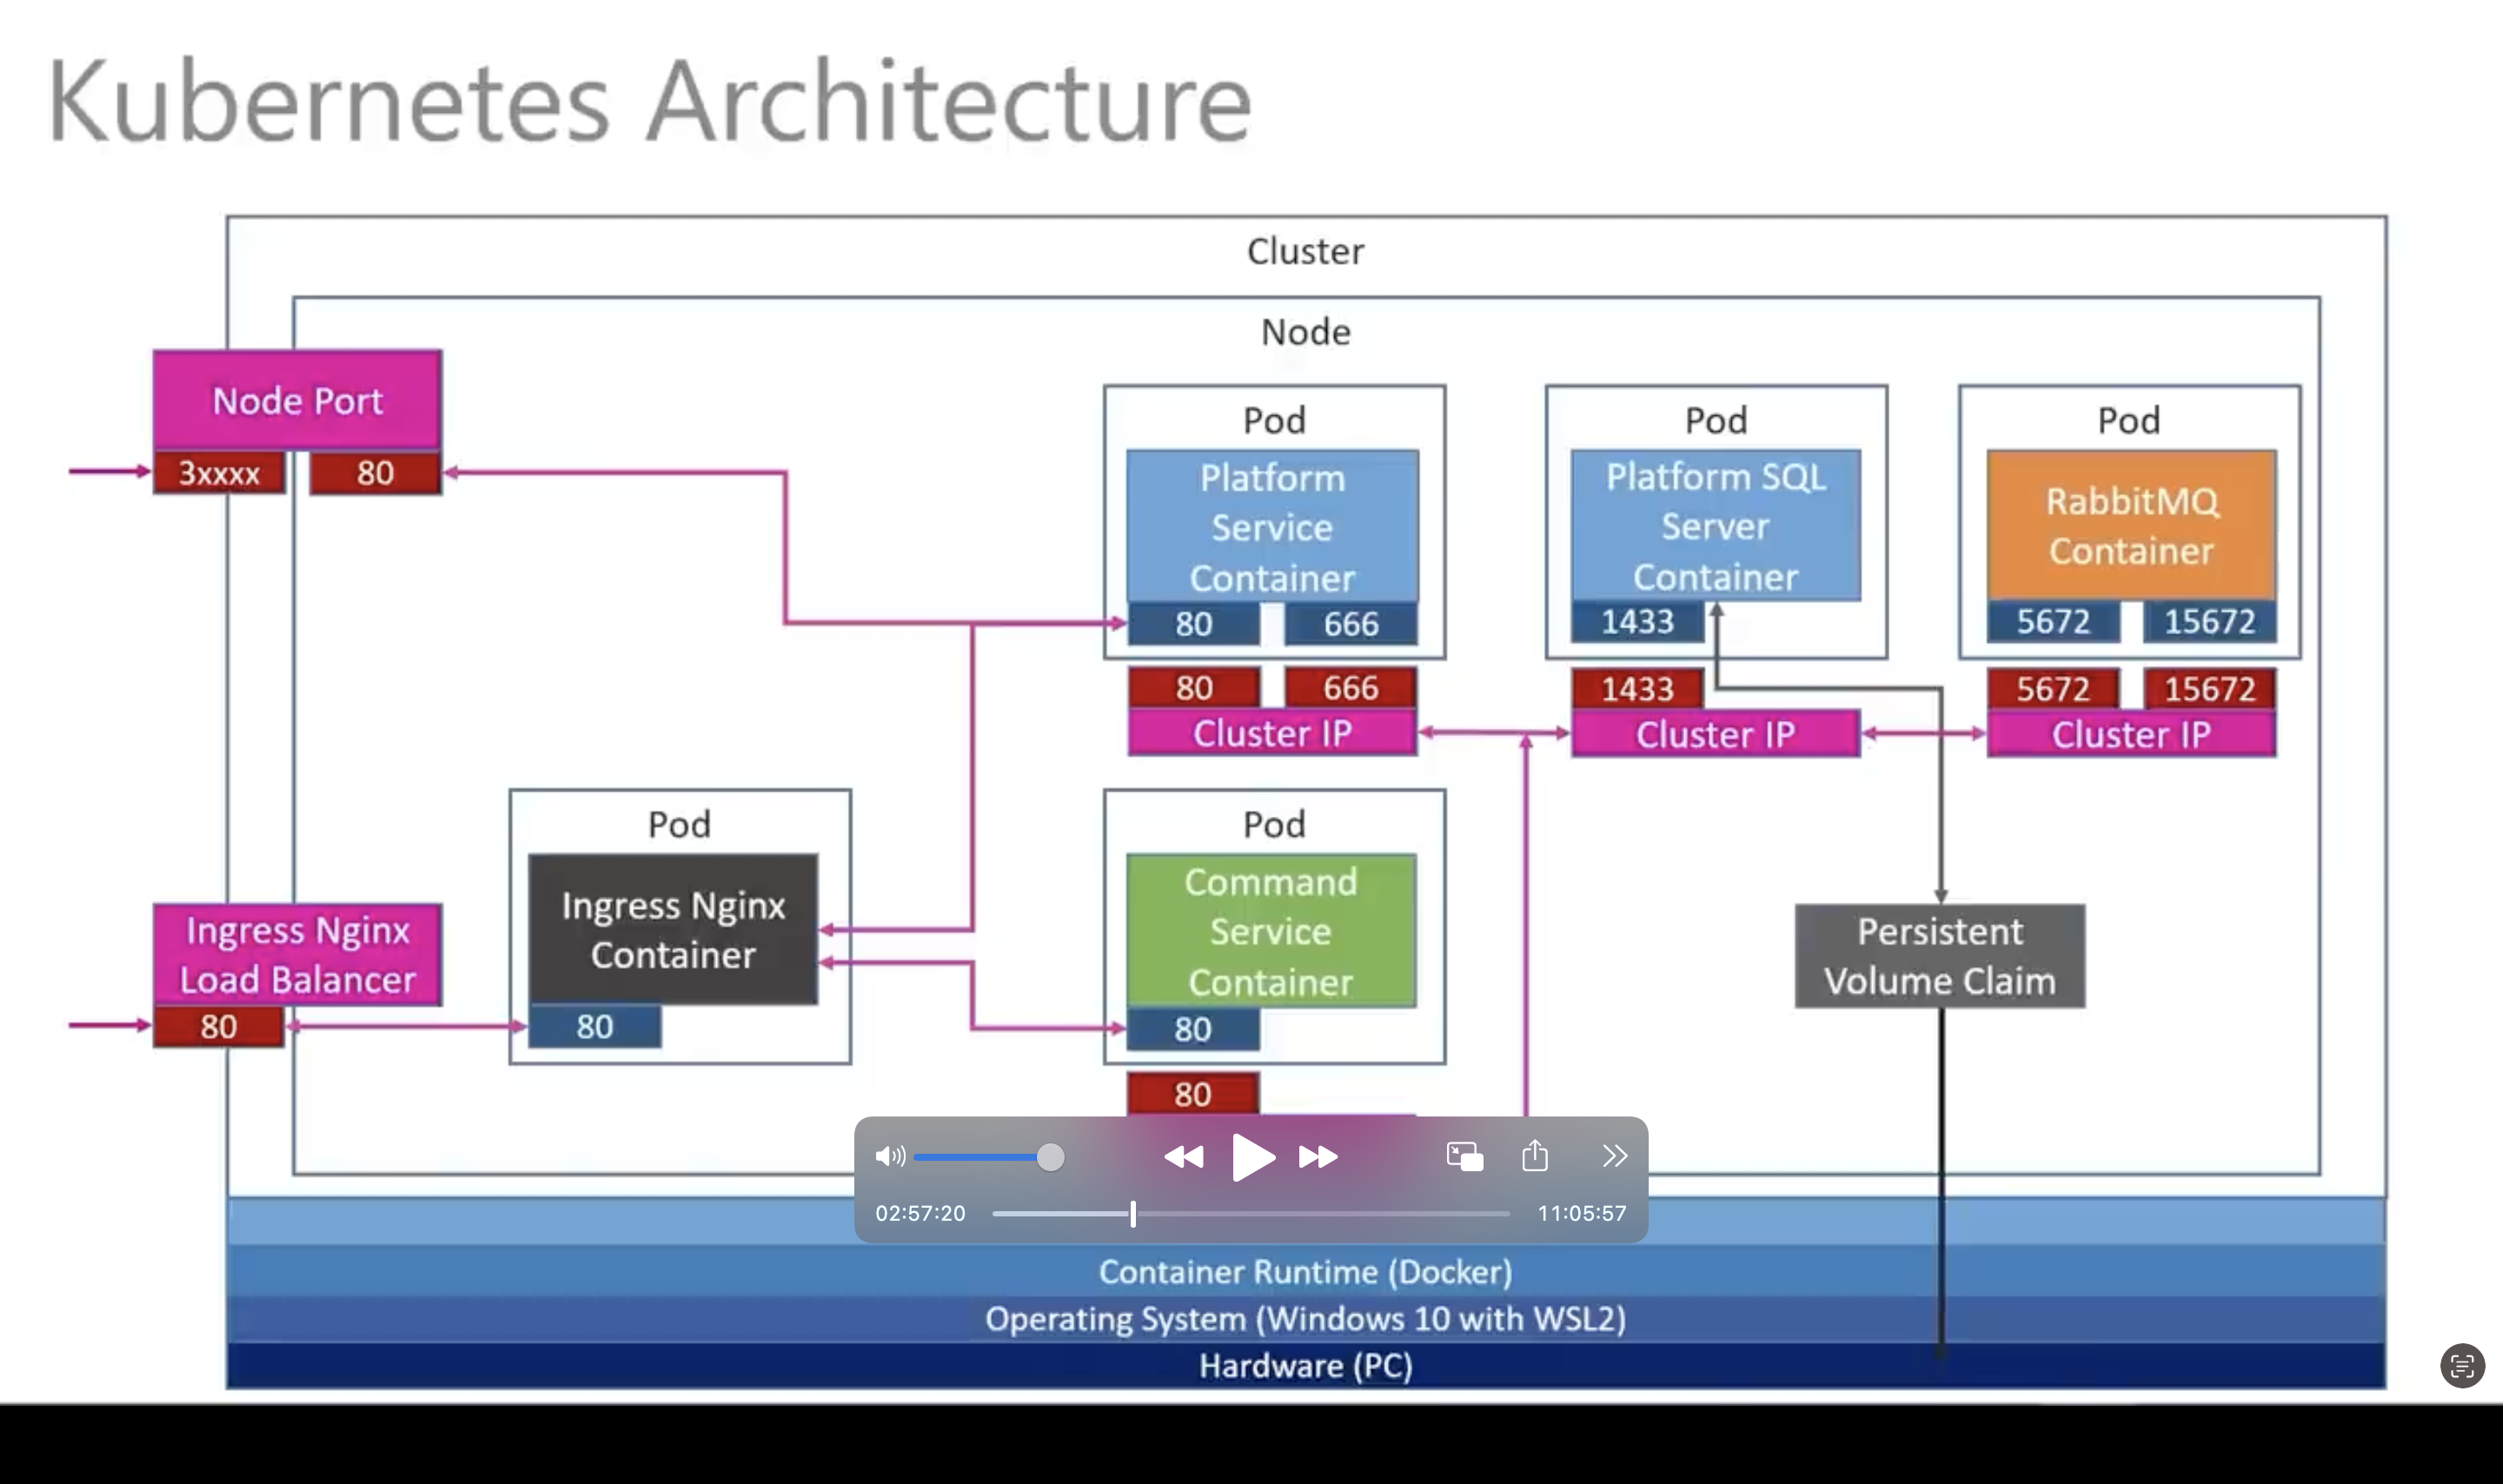 Kubernetes Architecture
Cluster
Node
Node Port
3xxxx
80
Pod
Platform
Service
Container
80
666
80
666
Cluster IP
Pod
Platform SQL
Server
Container
1433
1433
Cluster IP
Pod
RabbitMQ
Container
5672
15672
5672
15672
Cluster IP
Ingress Nginx
Load Balancer
80
Pod
Ingress Nginx
Container
80
Pod
Command
Service
Container
80
80
Persistent
Volume Claim
02:57:20
11:05:57
Container Runtime (Docker)
Operating System (Windows 10 with WSL2)
Hardware (PC)